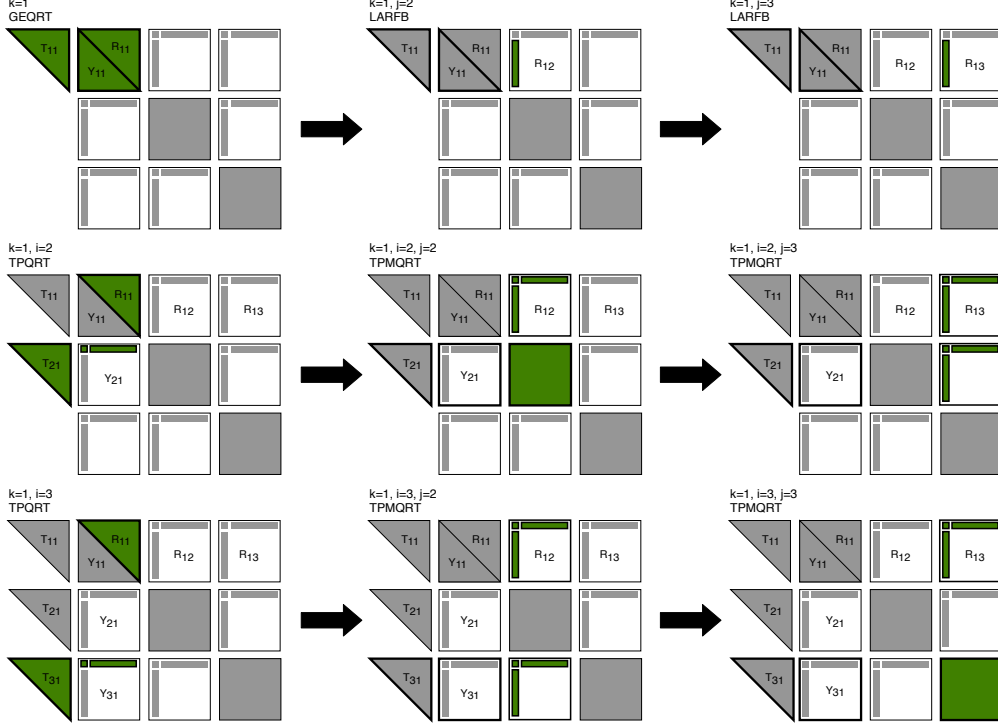 k=1
GEQRT
T11
R11
Y11
k=1, j=2
LARFB
T11
R11
Y11
R12
k=1, j=3
LARFB
T11
R11
Y11
R12
R13
k=1, i=2
TPQRT
T11
R11
Y11
R12
R13
T21
Y21
k=1, i=2, j=2
TPMQRT
T11
R11
Y11
R12
R13
T21
Y21
k=1, i=2, j=3
TPMQRT
T11
R11
Y11
R12
R13
T21
Y21
k=1, i=3
TPQRT
T11
R11
Y11
R12
R13
T21
Y21
T31
Y31
k=1, i=3, j=2
TPMQRT
T11
R11
Y11
R12
R13
T21
Y21
T31
Y31
k=1, i=3, j=3
TPMQRT
T11
R11
Y11
R12
R13
T21
Y21
T31
Y31